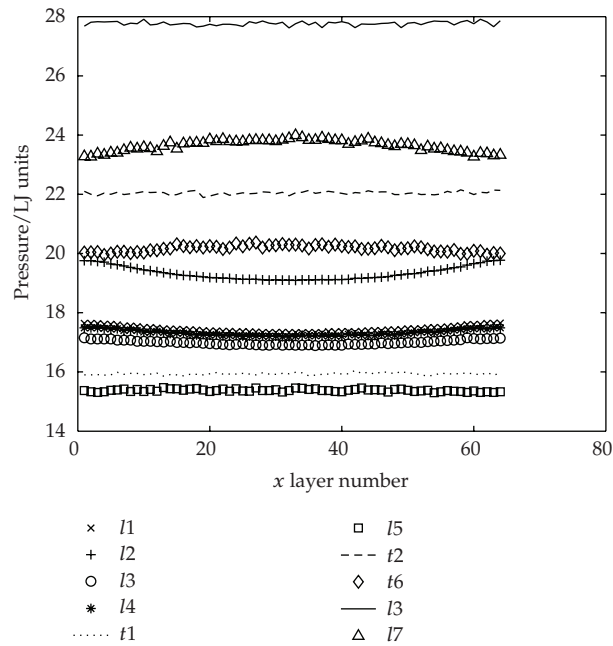 28
26
24
22
20
18
16
14
Pressure/LJ units
0 20 40 60 80
x layer number
l1
l2
l3
l4
t1
l5
t2
t6
l3
l7